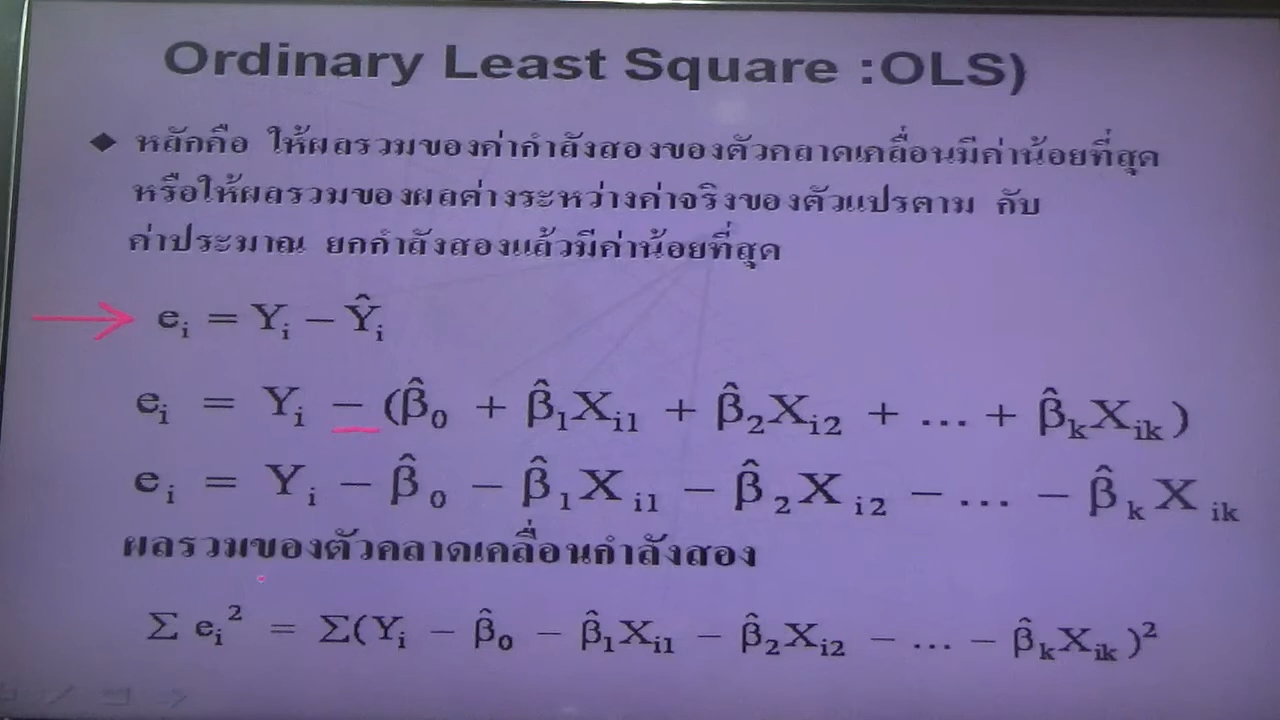 Ordinary Least Square :OLS)
◆ หลักคือ ให้ผลรวมของค่ากำลังสองของตัวคลาดเคลื่อนมีค่าน้อยที่สุด
หรือให้ผลรวมของผลต่างระหว่างค่าจริงของตัวแปรตาม กับ
ค่าประมาณ ยกกำลังสองแล้วมีค่าน้อยที่สุด
eᵢ = Yᵢ − Ŷᵢ
eᵢ = Yᵢ − (β̂₀ + β̂₁Xᵢ₁ + β̂₂Xᵢ₂ + ... + β̂ₖXᵢₖ)
eᵢ = Yᵢ − β̂₀ − β̂₁Xᵢ₁ − β̂₂Xᵢ₂ − ... − β̂ₖXᵢₖ
ผลรวมของตัวคลาดเคลื่อนกำลังสอง
Σ eᵢ² = Σ(Yᵢ − β̂₀ − β̂₁Xᵢ₁ − β̂₂Xᵢ₂ − ... − β̂ₖXᵢₖ)²